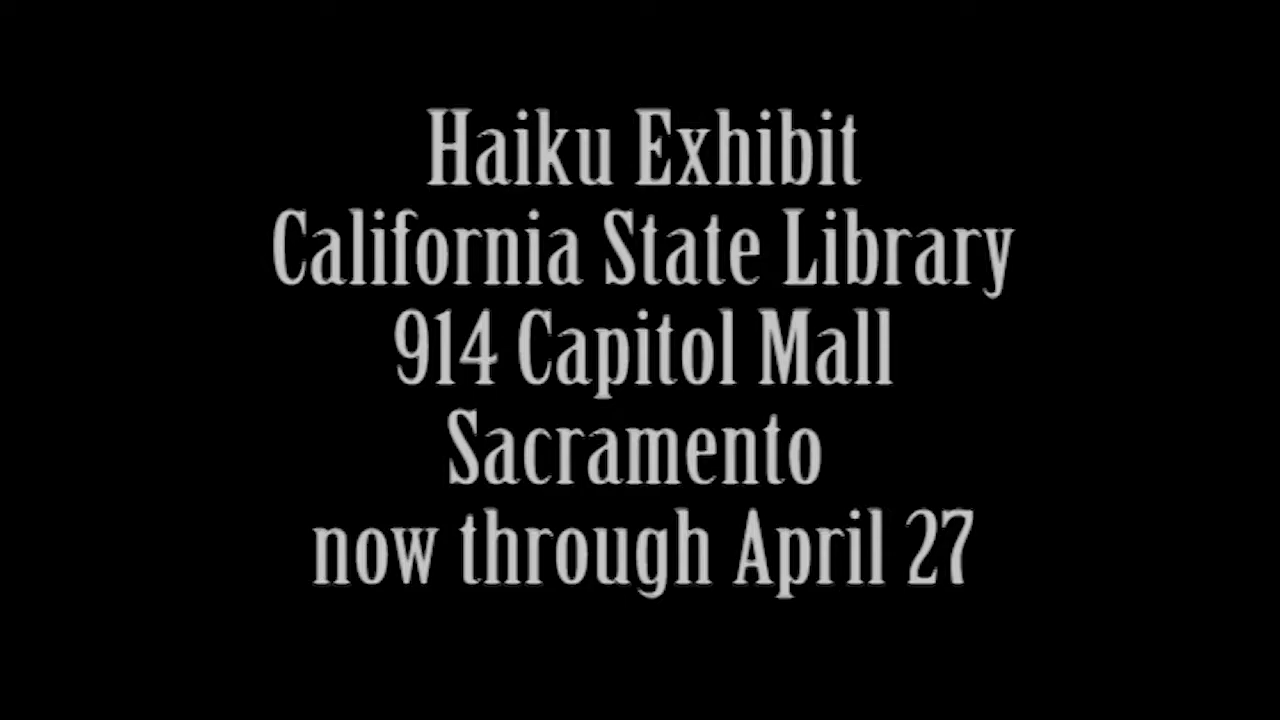 Haiku Exhibit
California State Library
914 Capitol Mall
Sacramento
now through April 27